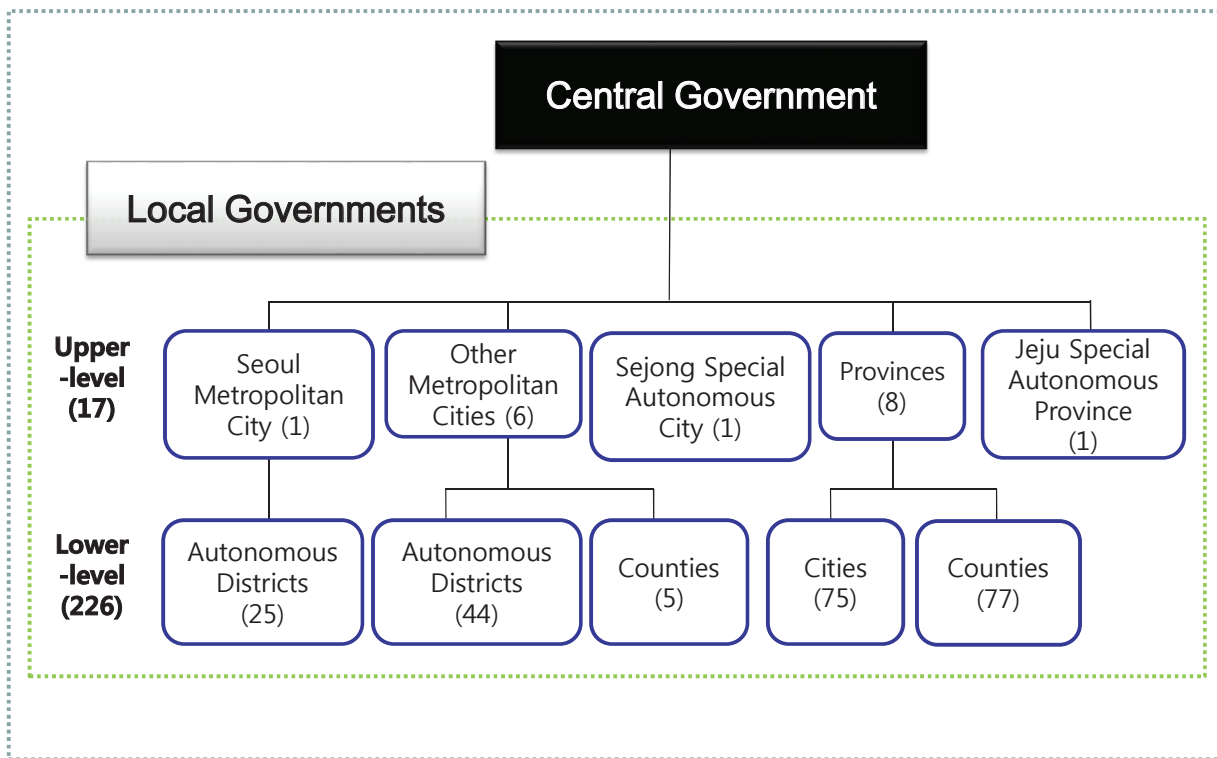 Central Government
Local Governments
Upper
-level
(17)
Seoul
Metropolitan
City (1)
Other
Metropolitan
Cities (6)
Sejong Special
Autonomous
City (1)
Provinces
(8)
Jeju Special
Autonomous
Province
(1)
Lower
-level
(226)
Autonomous
Districts
(25)
Autonomous
Districts
(44)
Counties
(5)
Cities
(75)
Counties
(77)